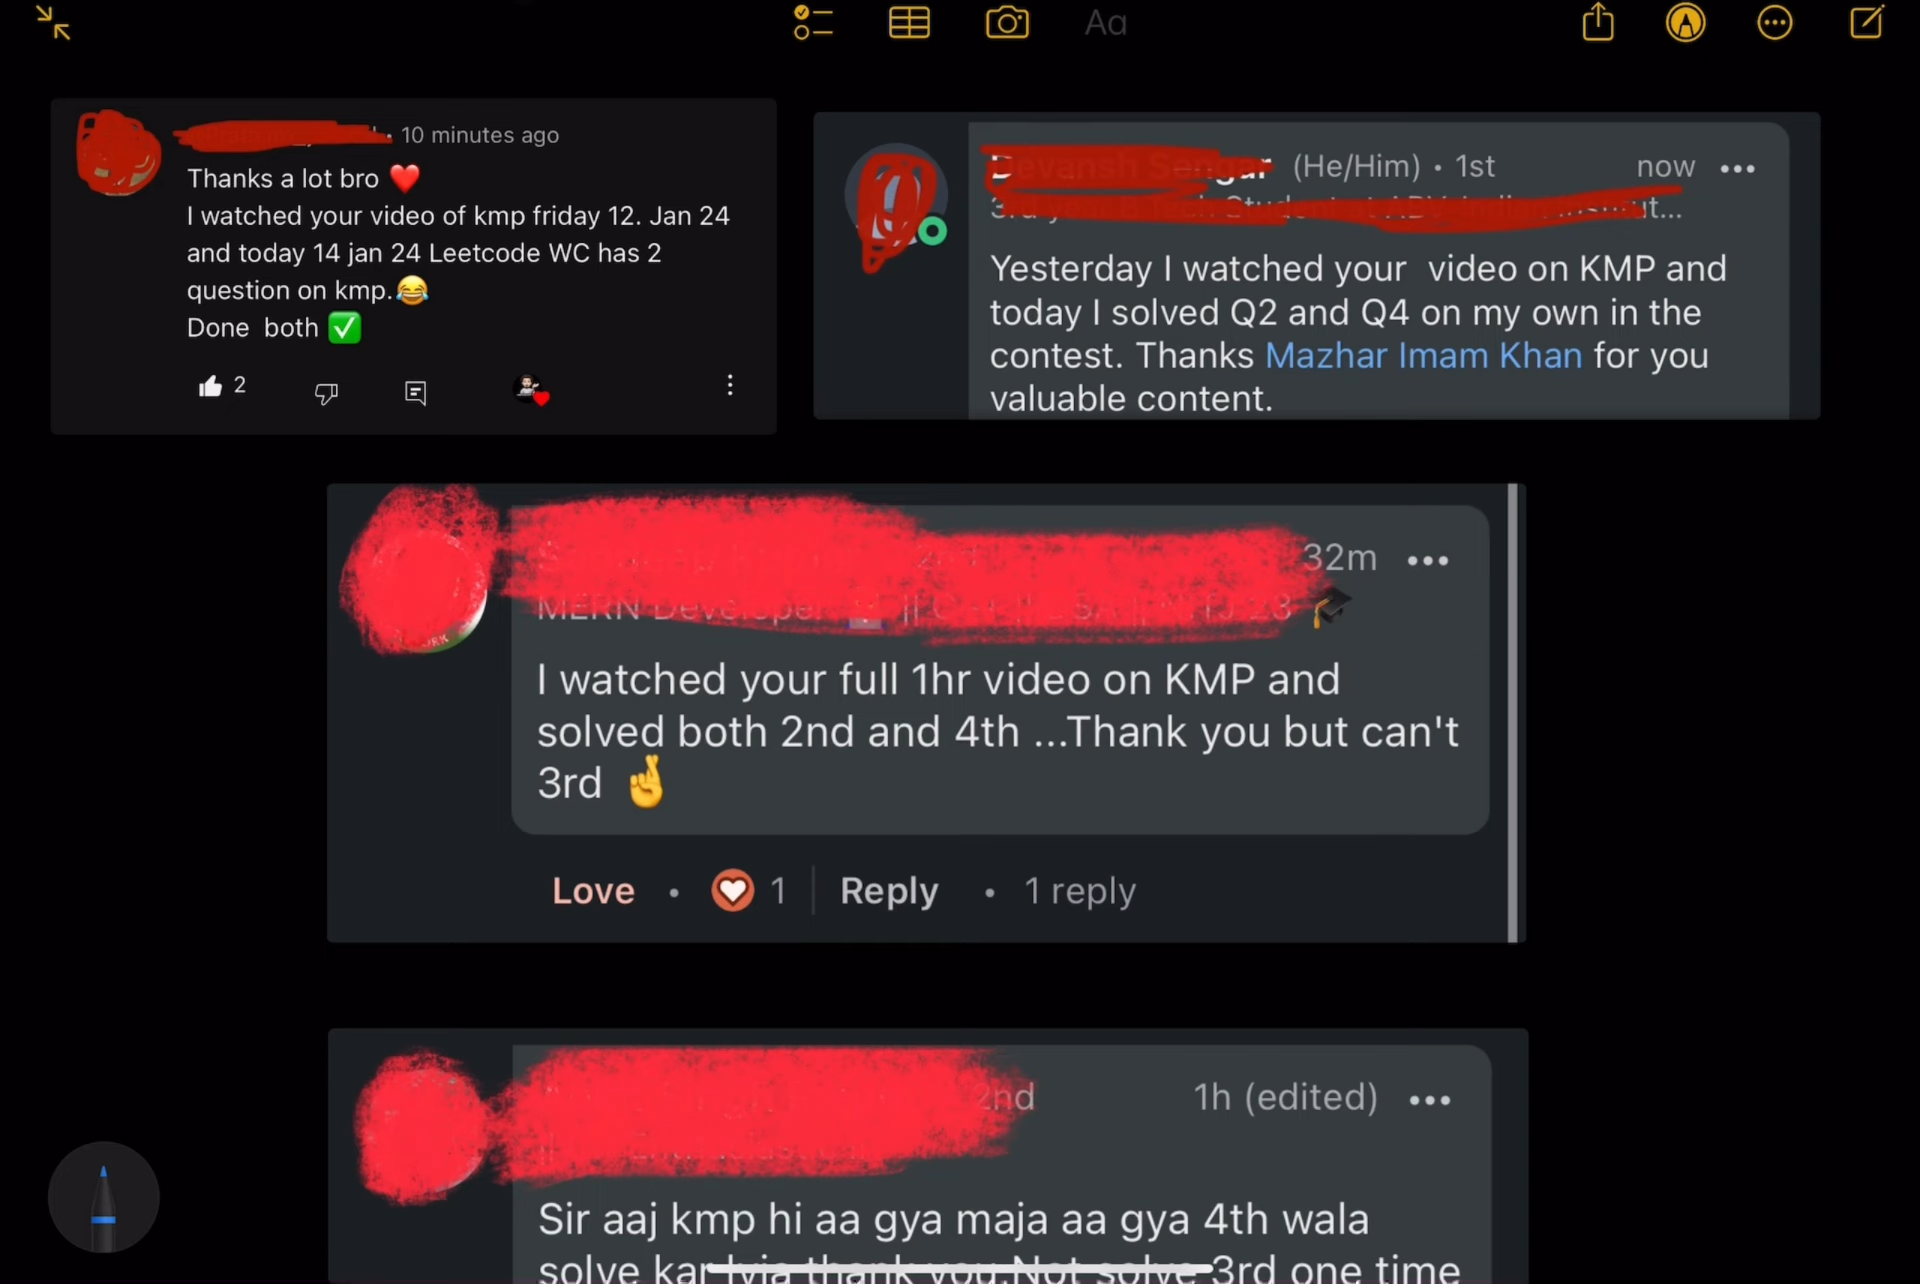 Aa
10 minutes ago
Thanks a lot bro ❤️
I watched your video of kmp friday 12. Jan 24
and today 14 jan 24 Leetcode WC has 2
question on kmp.😂
Done both ✅
2
(He/Him) • 1st now
Yesterday I watched your video on KMP and
today I solved Q2 and Q4 on my own in the
contest. Thanks Mazhar Imam Khan for you
valuable content.
32m
I watched your full 1hr video on KMP and
solved both 2nd and 4th ...Thank you but can't
3rd 🤞
Love • 1 Reply • 1 reply
2nd 1h (edited)
Sir aaj kmp hi aa gya maja aa gya 4th wala
solve kar lyia thank you.Not solve 3rd one time